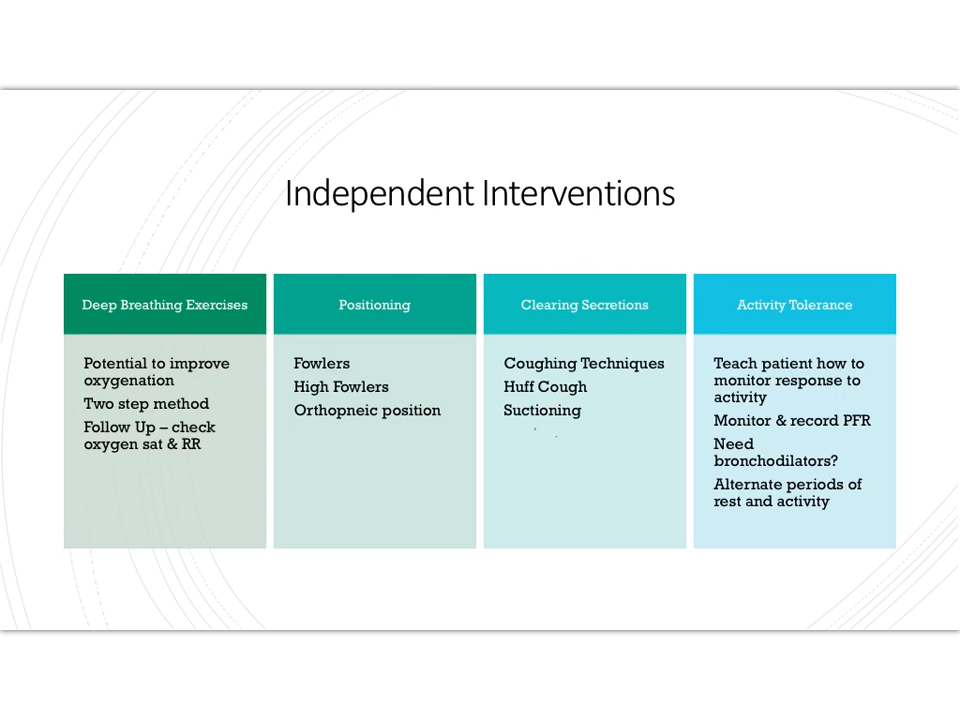 Independent Interventions
Deep Breathing Exercises
Potential to improve
oxygenation
Two step method
Follow Up – check
oxygen sat & RR
Positioning
Fowlers
High Fowlers
Orthopneic position
Clearing Secretions
Coughing Techniques
Huff Cough
Suctioning
Activity Tolerance
Teach patient how to
monitor response to
activity
Monitor & record PFR
Need
bronchodilators?
Alternate periods of
rest and activity